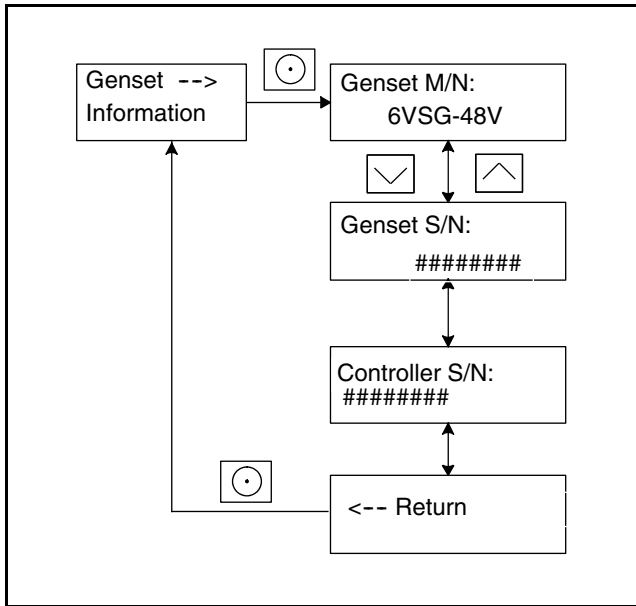 Genset -->
Information
Genset M/N:
6VSG-48V
Genset S/N:
########
Controller S/N:
########
<-- Return